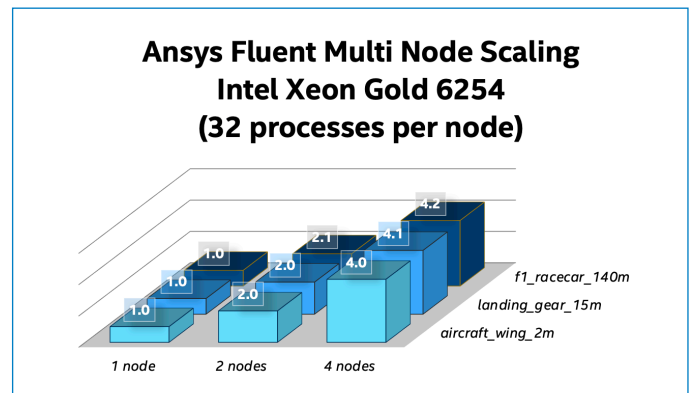 Ansys Fluent Multi Node Scaling
Intel Xeon Gold 6254
(32 processes per node)
4.2
4.1
2.1
1.0
2.0
4.0
1.0
2.0
1.0
f1_racecar_140m
landing_gear_15m
aircraft_wing_2m
1 node 2 nodes 4 nodes